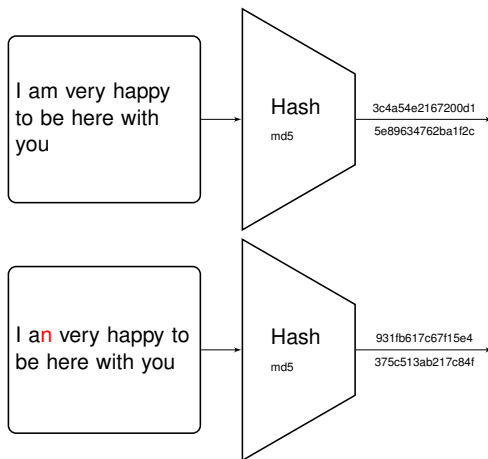 I am very happy
to be here with
you
Hash
md5
3c4a54e2167200d1
5e89634762ba1f2c
I an very happy to
be here with you
Hash
md5
931fb617c67f15e4
375c513ab217c84f